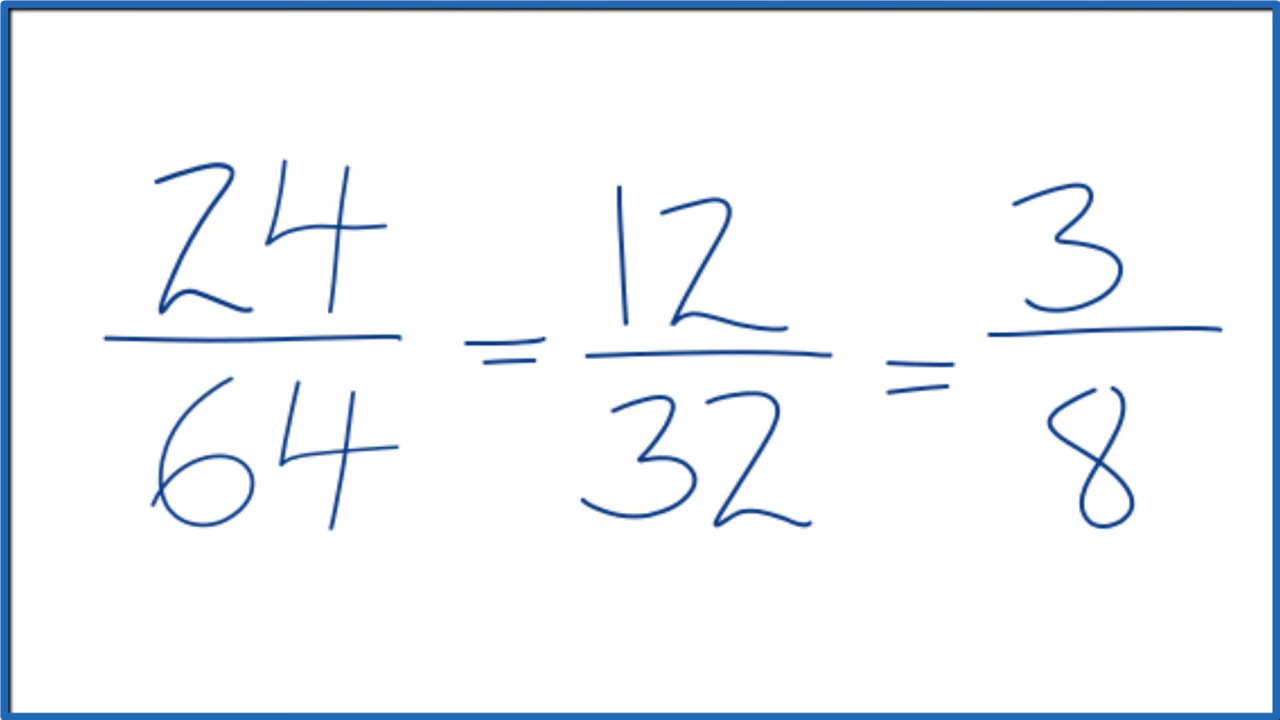 24/64 = 12/32 = 3/8